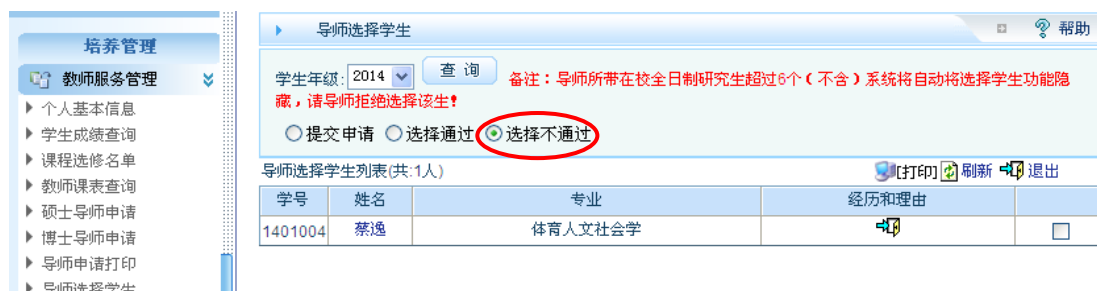 培养管理
教师服务管理
个人基本信息
学生成绩查询
课程选修名单
教师课表查询
硕士导师申请
博士导师申请
导师申请打印
导师选择学生
导师选择学生
帮助
学生年级: 2014 查 询 备注：导师所带在校全日制研究生超过6个（不含）系统将自动将选择学生功能隐
藏，请导师拒绝选择该生！
提交申请 选择通过 选择不通过
导师选择学生列表(共:1人) [打印] 刷新 退出
学号 姓名 专业 经历和理由
1401004 蔡逸 体育人文社会学